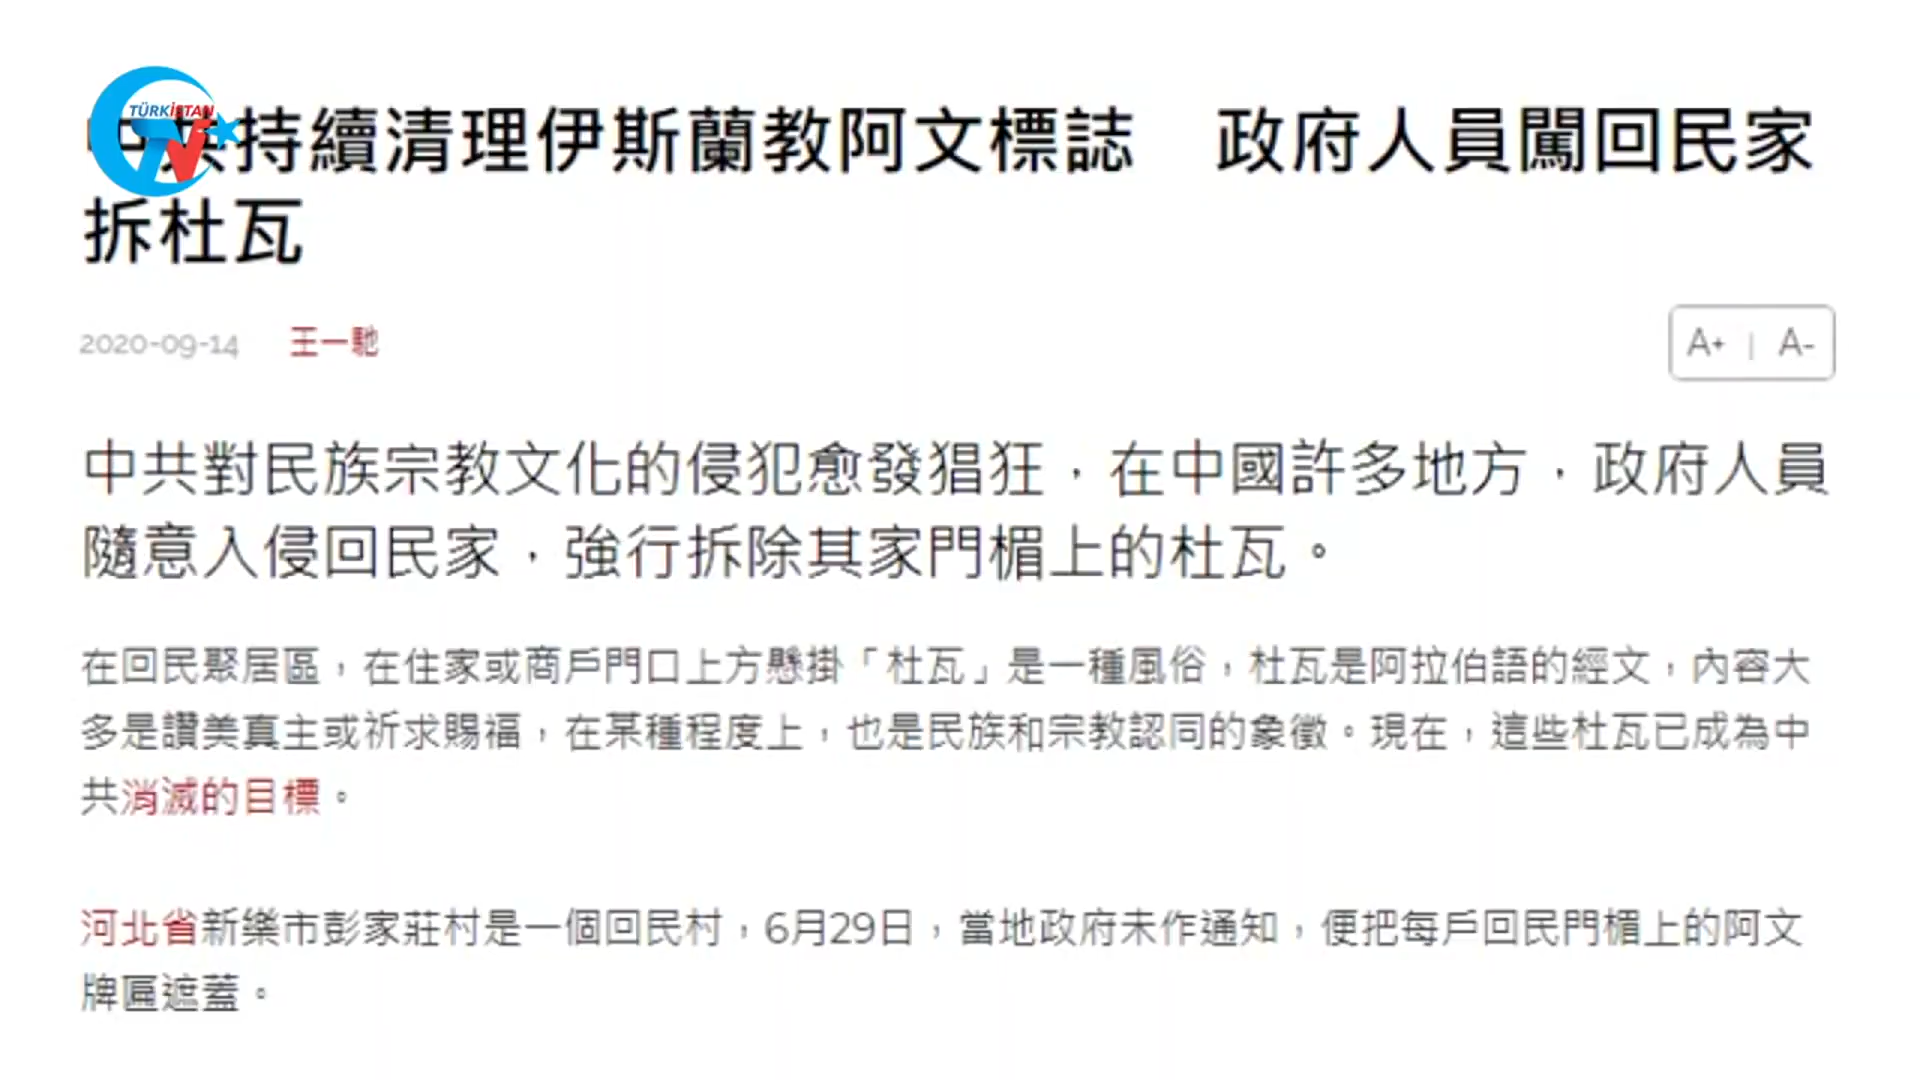 TÜRKİSTAN
TV
中共持續清理伊斯蘭教阿文標誌　政府人員闖回民家
拆杜瓦
2020-09-14 王一馳
A+ | A-
中共對民族宗教文化的侵犯愈發猖狂，在中國許多地方，政府人員
隨意入侵回民家，強行拆除其家門楣上的杜瓦。
在回民聚居區，在住家或商戶門口上方懸掛「杜瓦」是一種風俗，杜瓦是阿拉伯語的經文，內容大
多是讚美真主或祈求賜福，在某種程度上，也是民族和宗教認同的象徵。現在，這些杜瓦已成為中
共消滅的目標。
河北省新樂市彭家莊村是一個回民村，6月29日，當地政府未作通知，便把每戶回民門楣上的阿文
牌匾遮蓋。